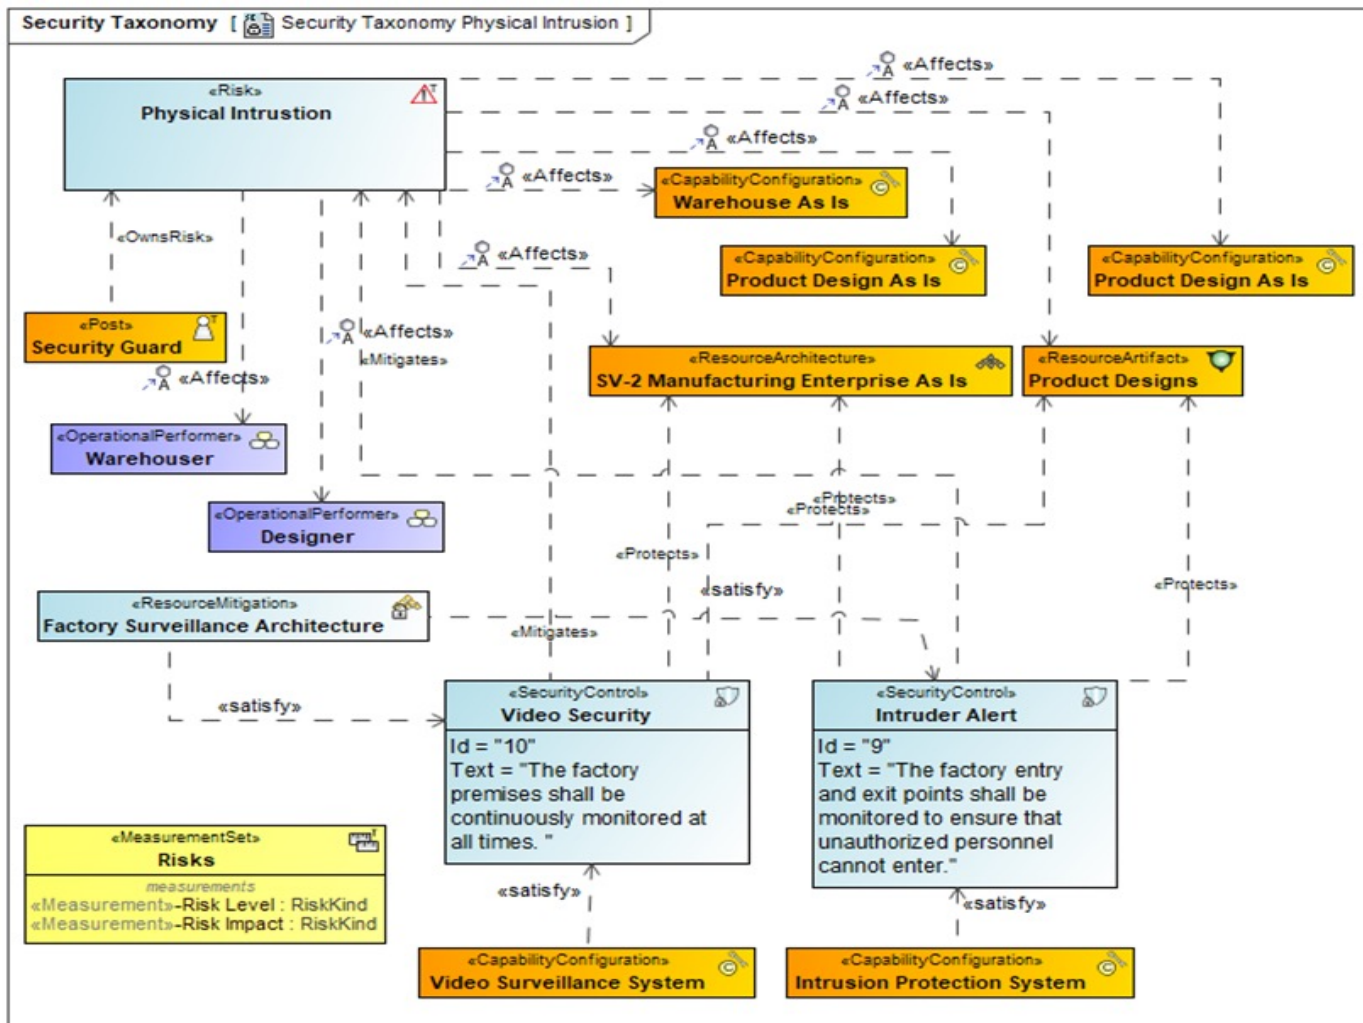 Security Taxonomy [ Security Taxonomy Physical Intrusion ]
«Affects»
«Risk»
Physical Intrustion
«Affects»
«Affects»
«Affects»
«CapabilityConfiguration»
Warehouse As Is
«OwnsRisk»
«Affects»
«CapabilityConfiguration»
Product Design As Is
«CapabilityConfiguration»
Product Design As Is
«Post»
Security Guard
«Affects»
«Mitigates»
«ResourceArchitecture»
SV-2 Manufacturing Enterprise As Is
«ResourceArtifact»
Product Designs
«Affects»
«OperationalPerformer»
Warehouser
«Protects»
«Protects»
«OperationalPerformer»
Designer
«Protects»
«Protects»
«satisfy»
«ResourceMitigation»
Factory Surveillance Architecture
«Mitigates»
«satisfy»
«SecurityControl»
Video Security
Id = "10"
Text = "The factory
premises shall be
continuously monitored at
all times. "
«SecurityControl»
Intruder Alert
Id = "9"
Text = "The factory entry
and exit points shall be
monitored to ensure that
unauthorized personnel
cannot enter."
«MeasurementSet»
Risks
measurements
«Measurement»-Risk Level : RiskKind
«Measurement»-Risk Impact : RiskKind
«satisfy»
«satisfy»
«CapabilityConfiguration»
Video Surveillance System
«CapabilityConfiguration»
Intrusion Protection System